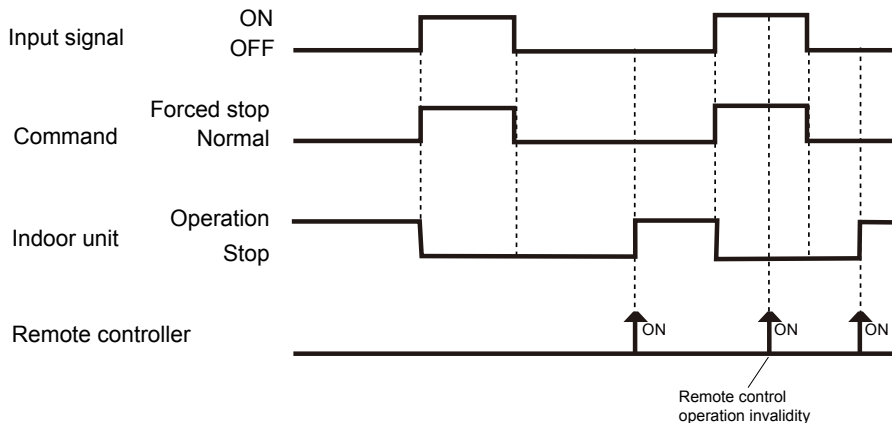 ON
Input signal
OFF
Forced stop
Command
Normal
Operation
Indoor unit
Stop
Remote controller
ON
ON
ON
Remote control
operation invalidity